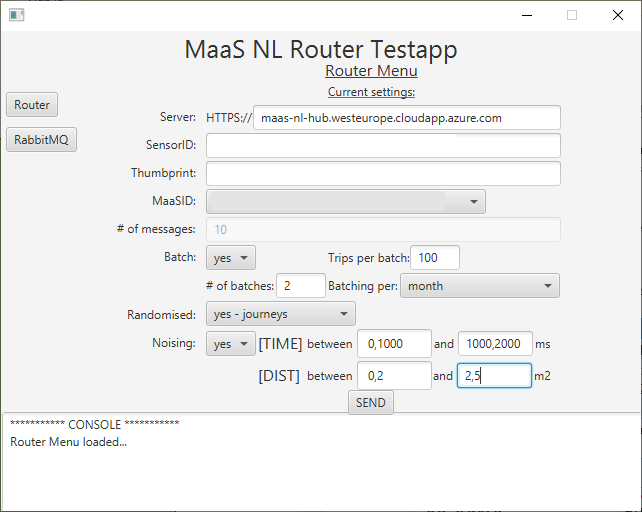 MaaS NL Router Testapp
Router Menu
Current settings:
Router
RabbitMQ
Server: HTTPS:// maas-nl-hub.westeurope.cloudapp.azure.com
SensorID:
Thumbprint:
MaaSID:
# of messages: 10
Batch: yes Trips per batch: 100
# of batches: 2 Batching per: month
Randomised: yes - journeys
Noising: yes [TIME] between 0,1000 and 1000,2000 ms
[DIST] between 0,2 and 2,5 m2
SEND
*********** CONSOLE ***********
Router Menu loaded...